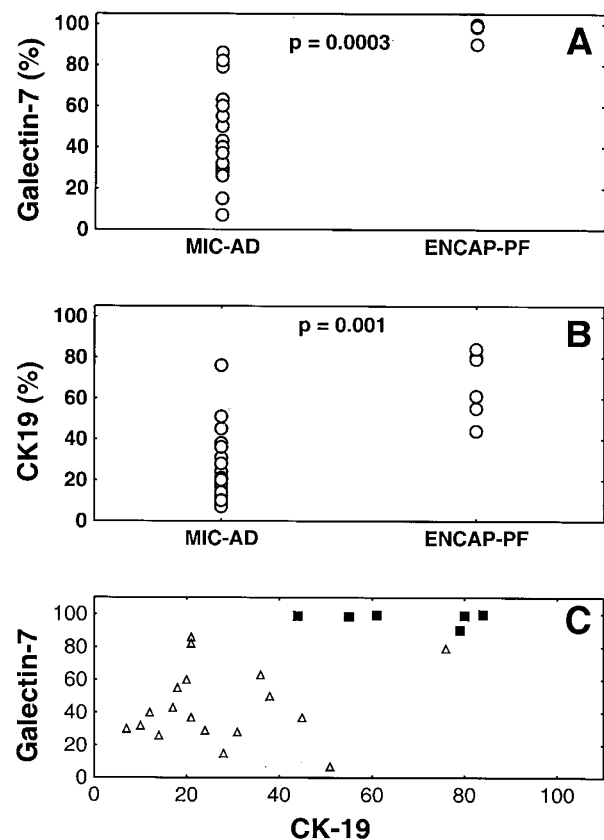 A
p = 0.0003
Galectin-7 (%)
100
80
60
40
20
0
MIC-AD ENCAP-PF
B
p = 0.001
CK19 (%)
100
80
60
40
20
0
MIC-AD ENCAP-PF
C
Galectin-7
100
80
60
40
20
0
0 20 40 60 80 100
CK-19